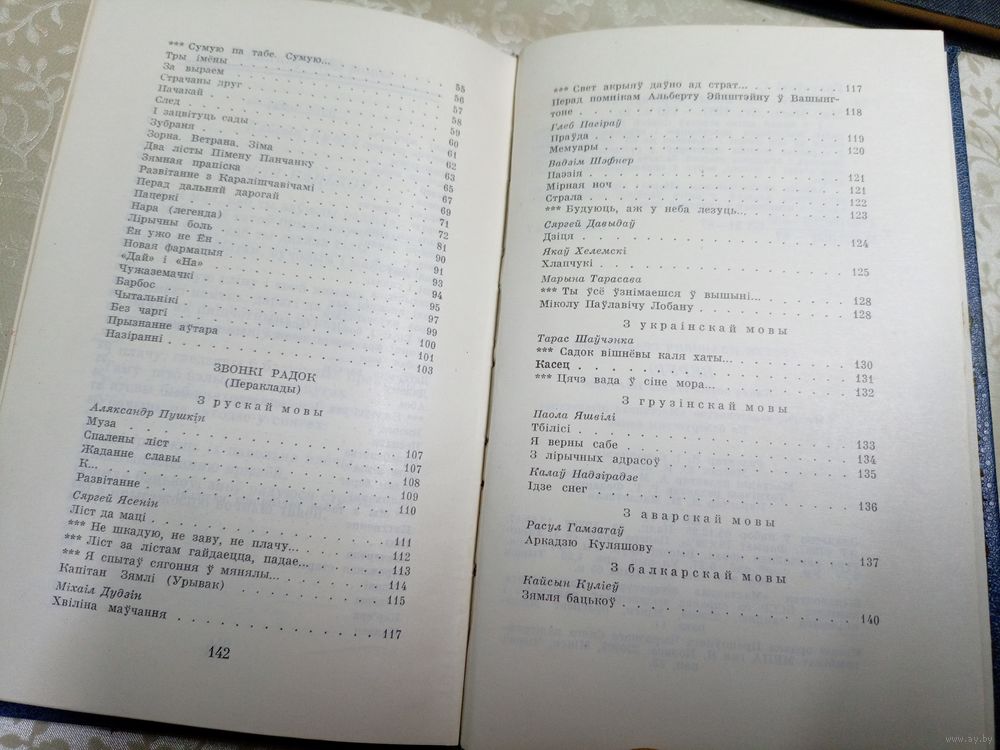 *** Сумую па табе. Сумую...
Тры імёны . . . 55
За выраем . . . 56
Страчаны друг . . . 57
Пачакай . . . 58
След . . . 59
І зацвітуць сады . . . 60
Зубраня . . . 61
Зорна. Ветрана. Зіма . . . 62
Два лісты Пімену Панчанку . . . 63
Зямная прапіска . . . 65
Развітанне з Каралішчавічамі . . . 67
Перад дальняй дарогай . . . 69
Пацеркі . . . 71
Нара (легенда) . . . 72
Лірычны боль . . . 81
Ён ужо не Ён . . . 90
Новая фармацыя . . . 91
«Дай» і «На» . . . 93
Чужаземачкі . . . 94
Барбос . . . 95
Чытальнікі . . . 97
Без чаргі . . . 99
Прызнанне аўтара . . . 100
Назіранні . . . 101
103
ЗВОНКІ РАДОК
(Пераклады)
З рускай мовы
Аляксандр Пушкін
Муза . . . 107
Спалены ліст . . . 107
Жаданне славы . . . 108
К... . . . 109
Развітанне . . . 110
Сяргей Ясенін
Ліст да маці . . . 111
*** Не шкадую, не заву, не плачу... . . . 112
*** Ліст за лістам гайдаецца, падае... . . . 113
*** Я спытаў сягоння ў мянялы... . . . 114
Капітан Зямлі (Урывак) . . . 115
Міхаіл Дудзін
Хвіліна маўчання . . . 117
142
*** Свет акрыяў даўно ад страт... . . . 117
Перад помнікам Альберту Эйнштэйну ў Вашынг-
тоне . . . 118
Глеб Пагіраў
Праўда . . . 119
Мемуары . . . 120
Вадзім Шэфнер
Паэзія . . . 121
Мірная ноч . . . 121
Страла . . . 122
*** Будуюць, аж у неба лезуць... . . . 123
Сяргей Давыдаў
Дзіця . . . 124
Якаў Хелемскі
Хлапчукі . . . 125
Марына Тарасава
*** Ты ўсё ўзнімаешся ў вышыні... . . . 128
Міколу Паўлавічу Лобану . . . 128
З украінскай мовы
Тарас Шаўчэнка
*** Садок вішнёвы каля хаты... . . . 130
Касец . . . 131
*** Цячэ вада ў сіне мора... . . . 132
З грузінскай мовы
Паола Яшвілі
Тбілісі . . . 133
Я верны сабе . . . 134
З лірычных адрасоў . . . 135
Калаў Надзірадзе
Ідзе снег . . . 136
З аварскай мовы
Расул Гамзатаў
Аркадзю Куляшову . . . 137
З балкарскай мовы
Кайсын Куліеў
Зямля бацькоў . . . 140
www.ay.by